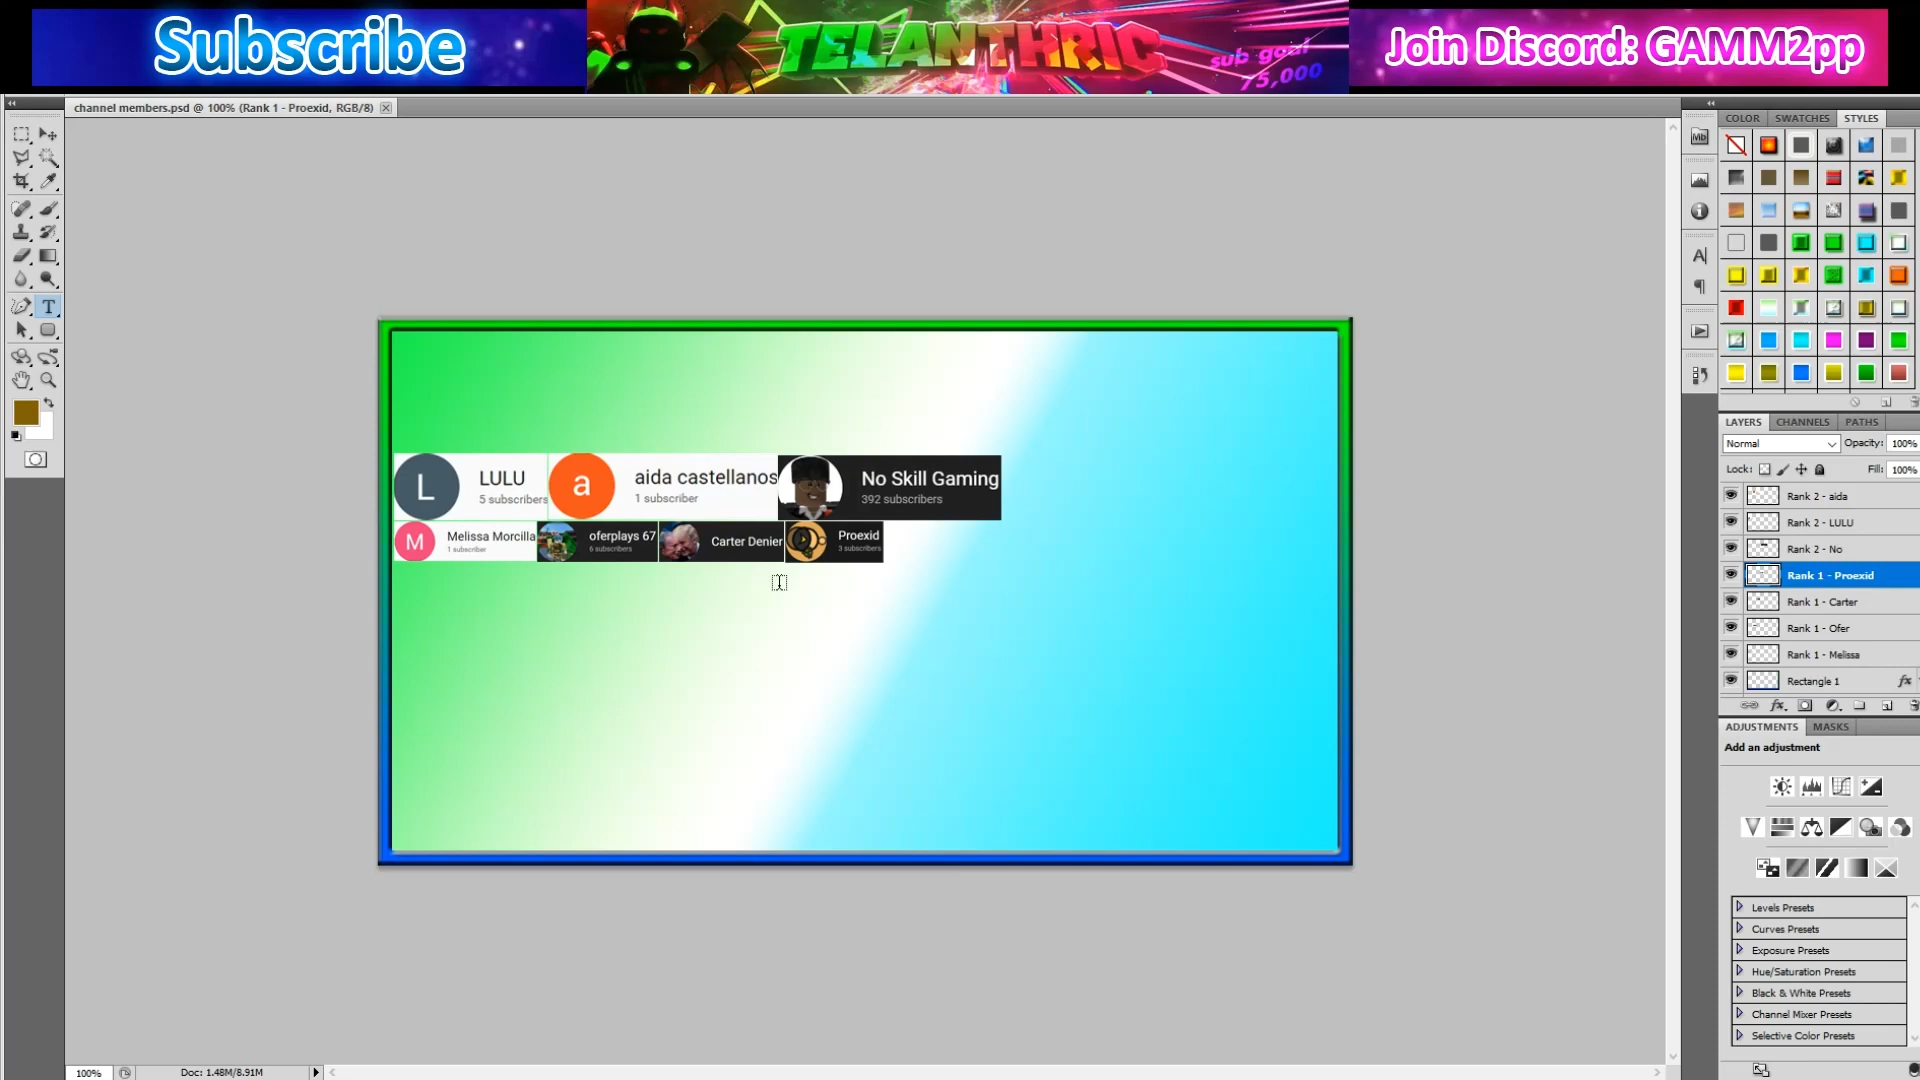 Subscribe
TELANTHRIC
sub goal
75,000
Join Discord: GAMM2pp
channel members.psd @ 100% (Rank 1 - Proexid, RGB/8)
COLOR SWATCHES STYLES
Mb
A
T
L
LULU
5 subscribers
a
aida castellanos
1 subscriber
No Skill Gaming
392 subscribers
M
Melissa Morcilla
1 subscriber
oferplays 67
6 subscribers
Carter Denier
Proexid
3 subscribers
LAYERS CHANNELS PATHS
Normal Opacity: 100%
Lock: Fill: 100%
Rank 2 - aida
Rank 2 - LULU
Rank 2 - No
Rank 1 - Proexid
Rank 1 - Carter
Rank 1 - Ofer
Rank 1 - Melissa
Rectangle 1 fx
fx
ADJUSTMENTS MASKS
Add an adjustment
Levels Presets
Curves Presets
Exposure Presets
Hue/Saturation Presets
Black & White Presets
Channel Mixer Presets
Selective Color Presets
100% Doc: 1.48M/8.91M